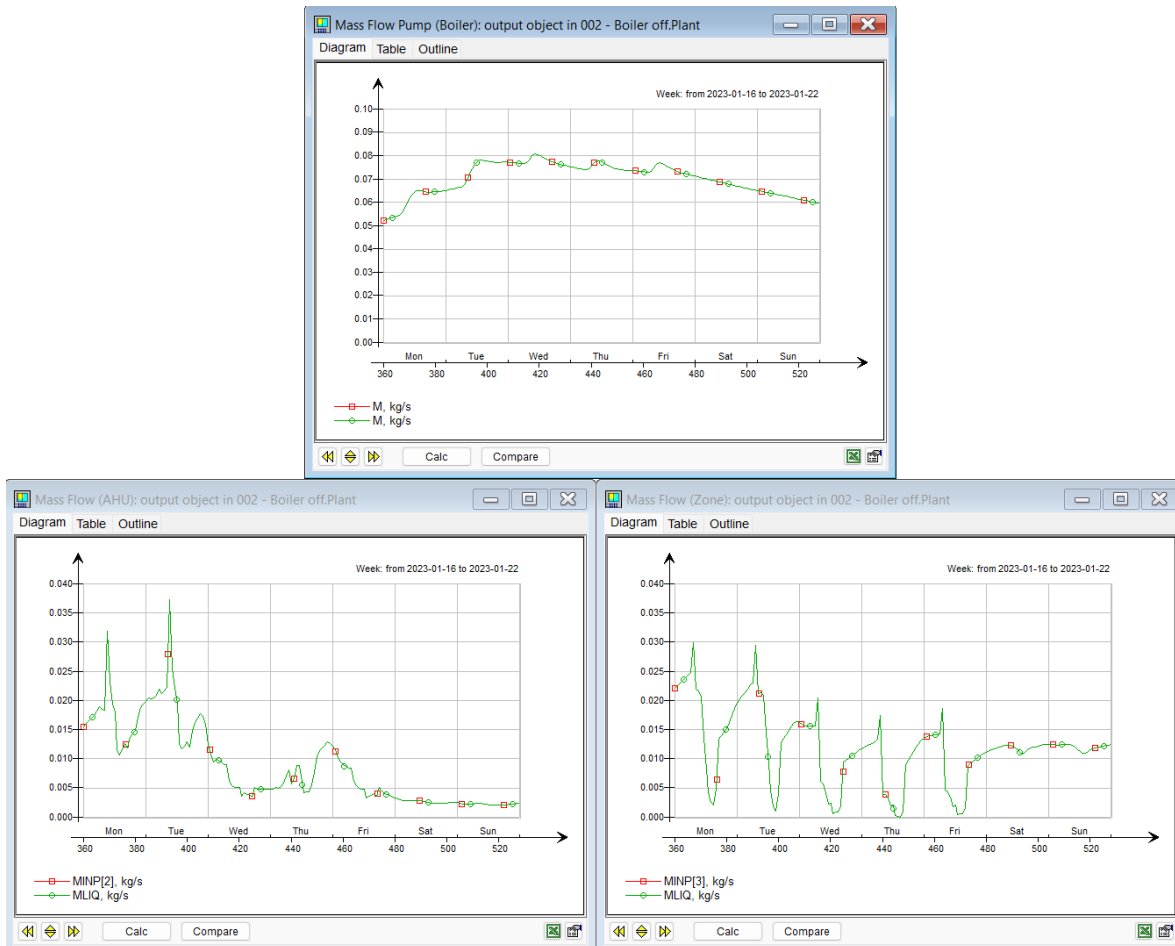 Mass Flow Pump (Boiler): output object in 002 - Boiler off.Plant
Diagram Table Outline
Week: from 2023-01-16 to 2023-01-22
0.10
0.09
0.08
0.07
0.06
0.05
0.04
0.03
0.02
0.01
0.00
Mon Tue Wed Thu Fri Sat Sun
360 380 400 420 440 460 480 500 520
M, kg/s
M, kg/s
Calc Compare
Mass Flow (AHU): output object in 002 - Boiler off.Plant
Diagram Table Outline
Week: from 2023-01-16 to 2023-01-22
0.040
0.035
0.030
0.025
0.020
0.015
0.010
0.005
0.000
Mon Tue Wed Thu Fri Sat Sun
360 380 400 420 440 460 480 500 520
MINP[2], kg/s
MLIQ, kg/s
Calc Compare
Mass Flow (Zone): output object in 002 - Boiler off.Plant
Diagram Table Outline
Week: from 2023-01-16 to 2023-01-22
0.040
0.035
0.030
0.025
0.020
0.015
0.010
0.005
0.000
Mon Tue Wed Thu Fri Sat Sun
360 380 400 420 440 460 480 500 520
MINP[3], kg/s
MLIQ, kg/s
Calc Compare